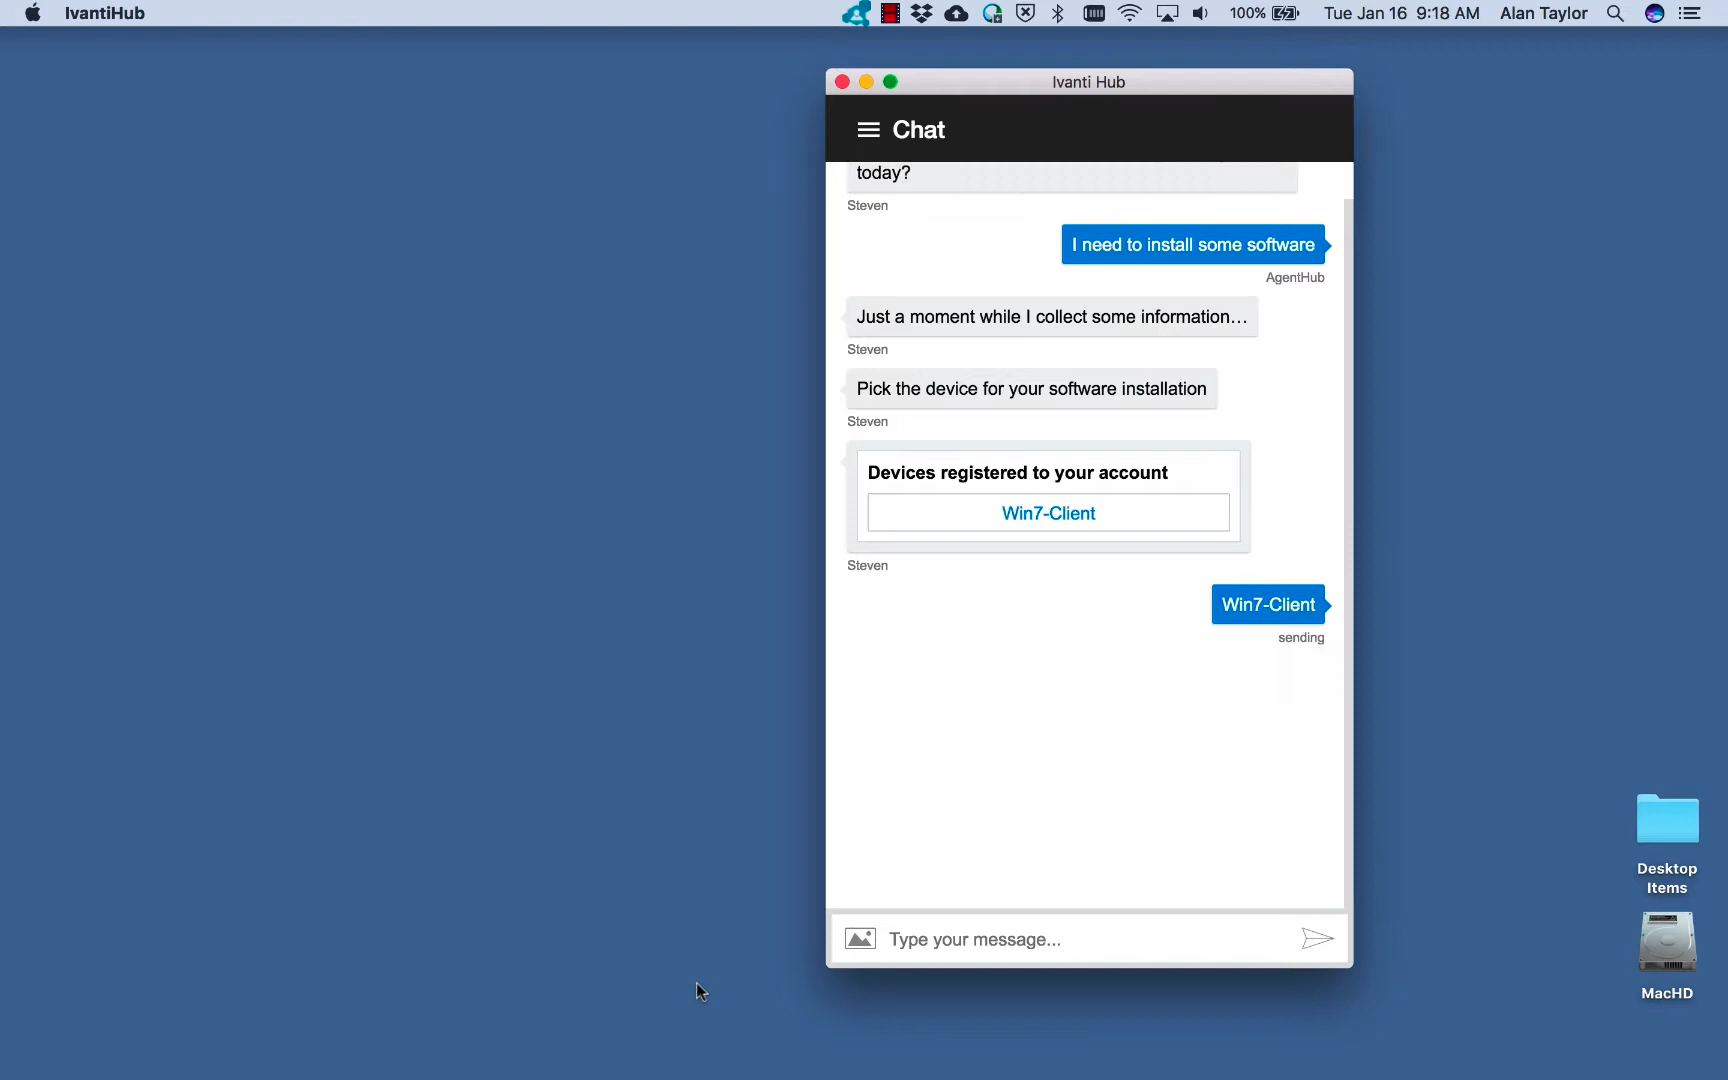 IvantiHub
100%
Tue Jan 16 9:18 AM
Alan Taylor
Ivanti Hub
Chat
today?
Steven
I need to install some software
AgentHub
Just a moment while I collect some information…
Steven
Pick the device for your software installation
Steven
Devices registered to your account
Win7-Client
Steven
Win7-Client
sending
Type your message...
Desktop
Items
MacHD